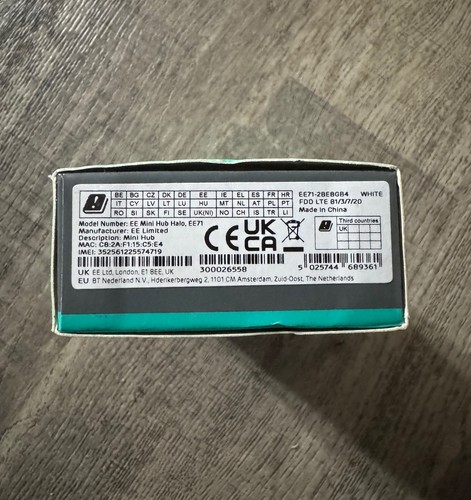 BE BG CZ DK DE EE IE EL ES FR HR
IT CY LV LT LU HU MT NL AT PL PT
RO SI SK FI SE UK(NI) NO CH IS TR LI
EE71-2BE8GB4 WHITE
FDD LTE B1/3/7/20
Made in China
Model Number: EE Mini Hub Halo, EE71
Manufacturer: EE Limited
Description: Mini Hub
MAC: C8:2A:F1:15:C5:E4
IMEI: 352561225574719
CE UK CA
Third countries
UK
300026558
5 025744 689361
UK EE Ltd, London, E1 8EE, UK
EU BT Nederland N.V., Hderikerbergweg 2, 1101 CM Amsterdam, Zuid-Oost, The Netherlands